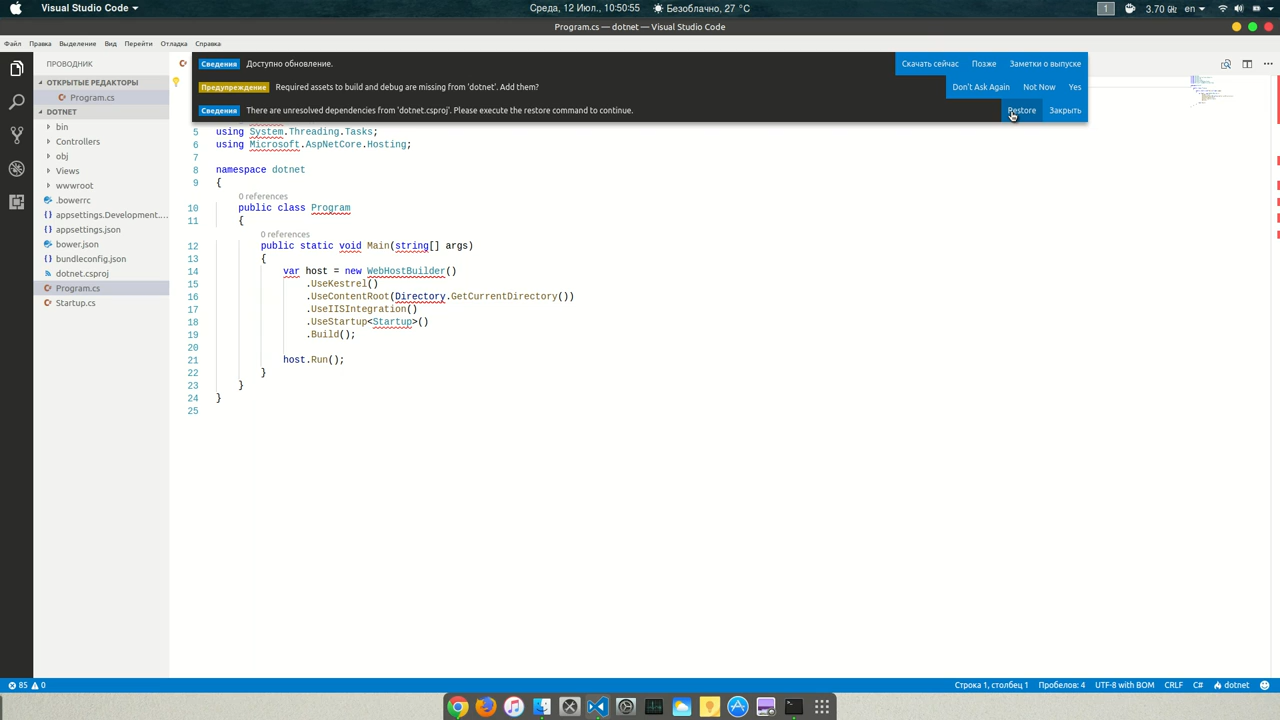 Visual Studio Code
Среда, 12 Июл., 10:50:55
Безоблачно, 27 °C
1
3.70 Gг
en
Program.cs — dotnet — Visual Studio Code
Файл Правка Выделение Вид Перейти Отладка Справка
ПРОВОДНИК
ОТКРЫТЫЕ РЕДАКТОРЫ
Program.cs
DOTNET
bin
Controllers
obj
Views
wwwroot
.bowerrc
appsettings.Development....
appsettings.json
bower.json
bundleconfig.json
dotnet.csproj
Program.cs
Startup.cs
Сведения Доступно обновление. Скачать сейчас Позже Заметки о выпуске
Предупреждение Required assets to build and debug are missing from 'dotnet'. Add them? Don't Ask Again Not Now Yes
Сведения There are unresolved dependencies from 'dotnet.csproj'. Please execute the restore command to continue. Restore Закрыть
5 using System.Threading.Tasks;
6 using Microsoft.AspNetCore.Hosting;
7
8 namespace dotnet
9 {
0 references
10 public class Program
11 {
0 references
12 public static void Main(string[] args)
13 {
14 var host = new WebHostBuilder()
15 .UseKestrel()
16 .UseContentRoot(Directory.GetCurrentDirectory())
17 .UseIISIntegration()
18 .UseStartup<Startup>()
19 .Build();
20
21 host.Run();
22 }
23 }
24 }
25
85 0
Строка 1, столбец 1 Пробелов: 4 UTF-8 with BOM CRLF C# dotnet